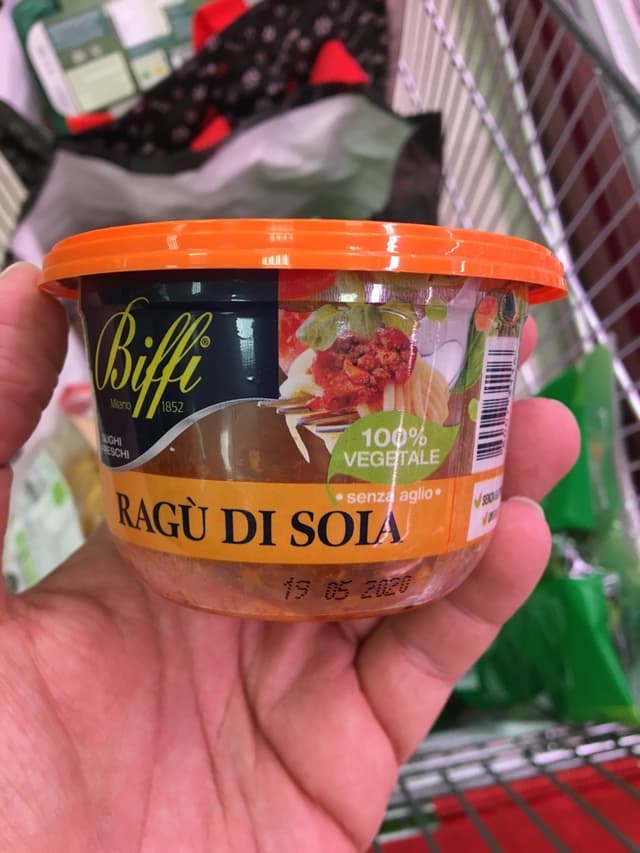 Biffi®
Milano 1852
SUGHI
FRESCHI
100%
VEGETALE
• senza aglio •
RAGÙ DI SOIA
19 05 2020